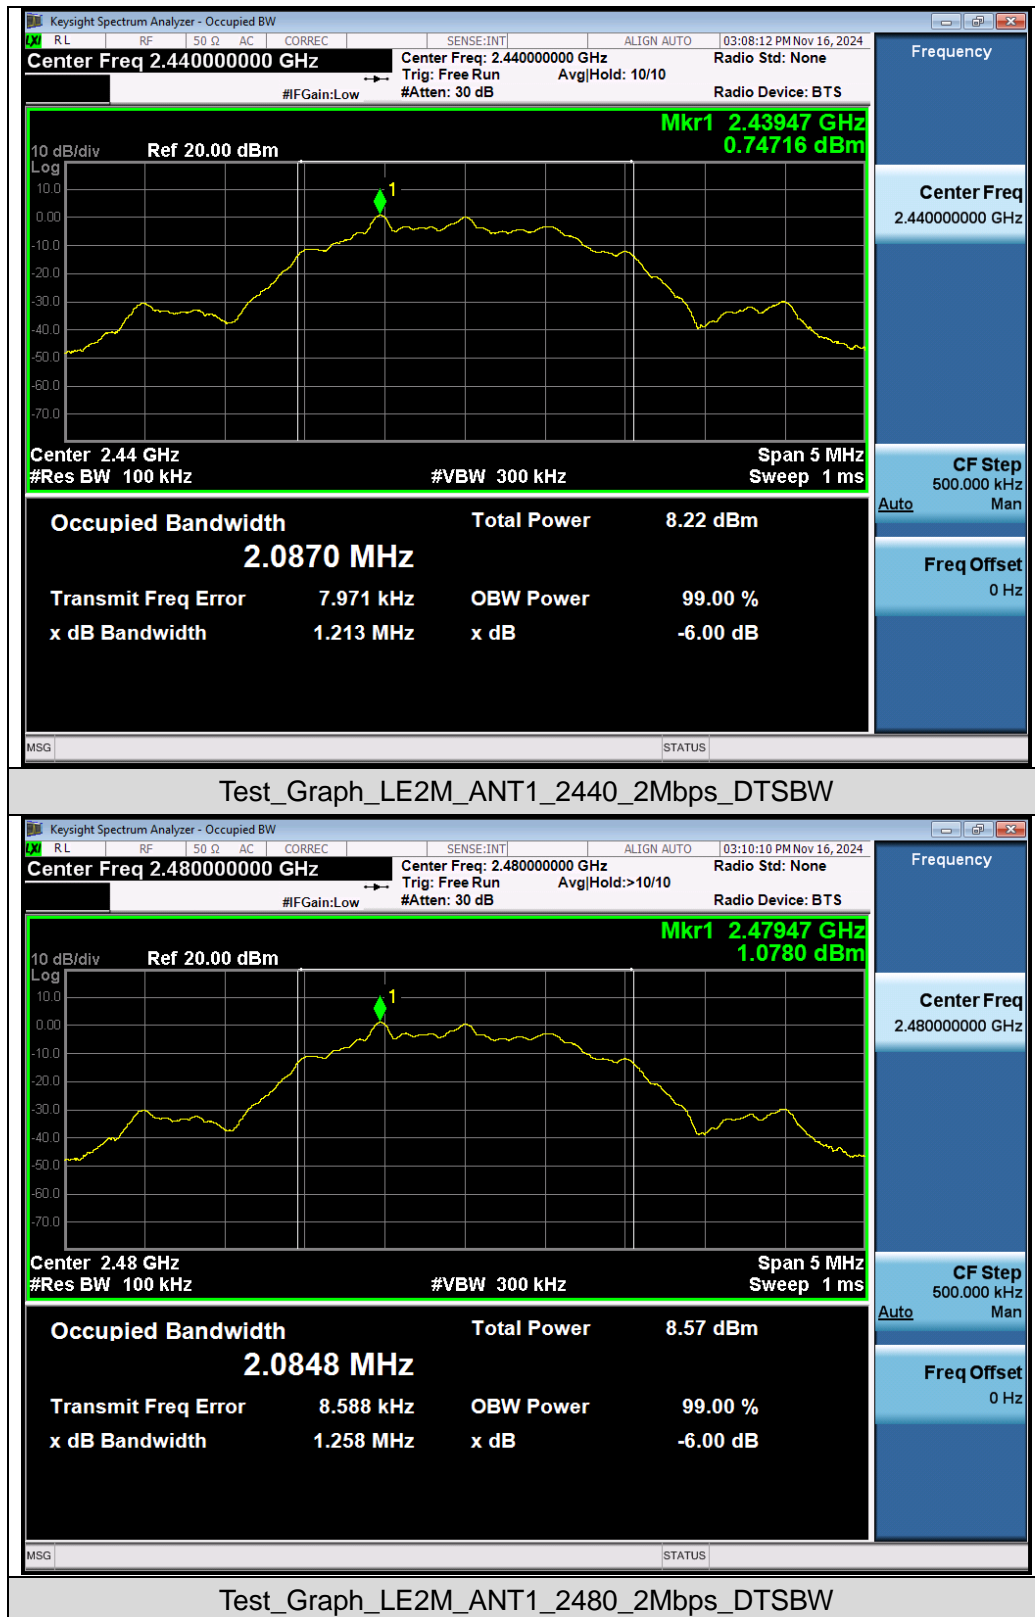 Keysight Spectrum Analyzer - Occupied BW
LXI RL RF 50 Ω AC CORREC SENSE:INT ALIGN AUTO 03:08:12 PM Nov 16, 2024
Center Freq 2.440000000 GHz
Center Freq: 2.440000000 GHz
Radio Std: None
Trig: Free Run Avg|Hold: 10/10
#IFGain:Low #Atten: 30 dB Radio Device: BTS
Frequency
Mkr1 2.43947 GHz
0.74716 dBm
10 dB/div Ref 20.00 dBm
Log
10.0
0.00
-10.0
-20.0
-30.0
-40.0
-50.0
-60.0
-70.0
1
Center 2.44 GHz Span 5 MHz
#Res BW 100 kHz #VBW 300 kHz Sweep 1 ms
Center Freq
2.440000000 GHz
CF Step
500.000 kHz
Auto Man
Freq Offset
0 Hz
Occupied Bandwidth Total Power 8.22 dBm
2.0870 MHz
Transmit Freq Error 7.971 kHz OBW Power 99.00 %
x dB Bandwidth 1.213 MHz x dB -6.00 dB
MSG STATUS
Test_Graph_LE2M_ANT1_2440_2Mbps_DTSBW
Keysight Spectrum Analyzer - Occupied BW
LXI RL RF 50 Ω AC CORREC SENSE:INT ALIGN AUTO 03:10:10 PM Nov 16, 2024
Center Freq 2.480000000 GHz
Center Freq: 2.480000000 GHz
Radio Std: None
Trig: Free Run Avg|Hold:>10/10
#IFGain:Low #Atten: 30 dB Radio Device: BTS
Frequency
Mkr1 2.47947 GHz
1.0780 dBm
10 dB/div Ref 20.00 dBm
Log
10.0
0.00
-10.0
-20.0
-30.0
-40.0
-50.0
-60.0
-70.0
1
Center 2.48 GHz Span 5 MHz
#Res BW 100 kHz #VBW 300 kHz Sweep 1 ms
Center Freq
2.480000000 GHz
CF Step
500.000 kHz
Auto Man
Freq Offset
0 Hz
Occupied Bandwidth Total Power 8.57 dBm
2.0848 MHz
Transmit Freq Error 8.588 kHz OBW Power 99.00 %
x dB Bandwidth 1.258 MHz x dB -6.00 dB
MSG STATUS
Test_Graph_LE2M_ANT1_2480_2Mbps_DTSBW